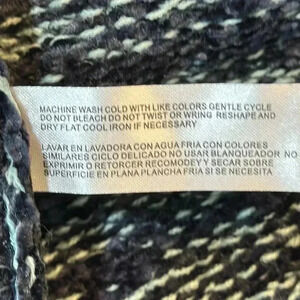 MACHINE WASH COLD WITH LIKE COLORS GENTLE CYCLE
DO NOT BLEACH DO NOT TWIST OR WRING RESHAPE AND
DRY FLAT COOL IRON IF NECESSARY
LAVAR EN LAVADORA CON AGUA FRIA CON COLORES
SIMILARES CICLO DELICADO NO USAR BLANQUEADOR NO
EXPRIMIR O RETORCER RECOMODEY Y SECAR SOBRE
SUPERFICIE EN PLANA PLANCHA FRIA SI SE NECESITA